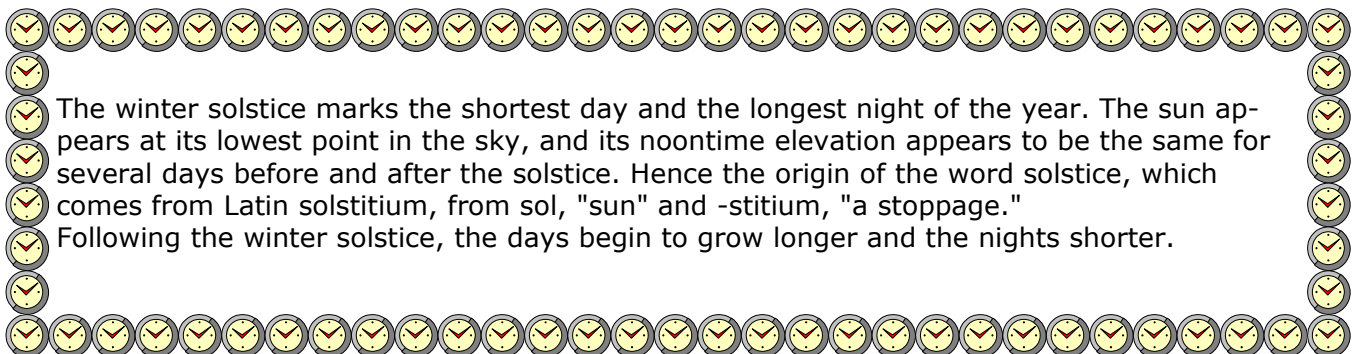 The winter solstice marks the shortest day and the longest night of the year. The sun ap-
pears at its lowest point in the sky, and its noontime elevation appears to be the same for
several days before and after the solstice. Hence the origin of the word solstice, which
comes from Latin solstitium, from sol, "sun" and -stitium, "a stoppage."
Following the winter solstice, the days begin to grow longer and the nights shorter.